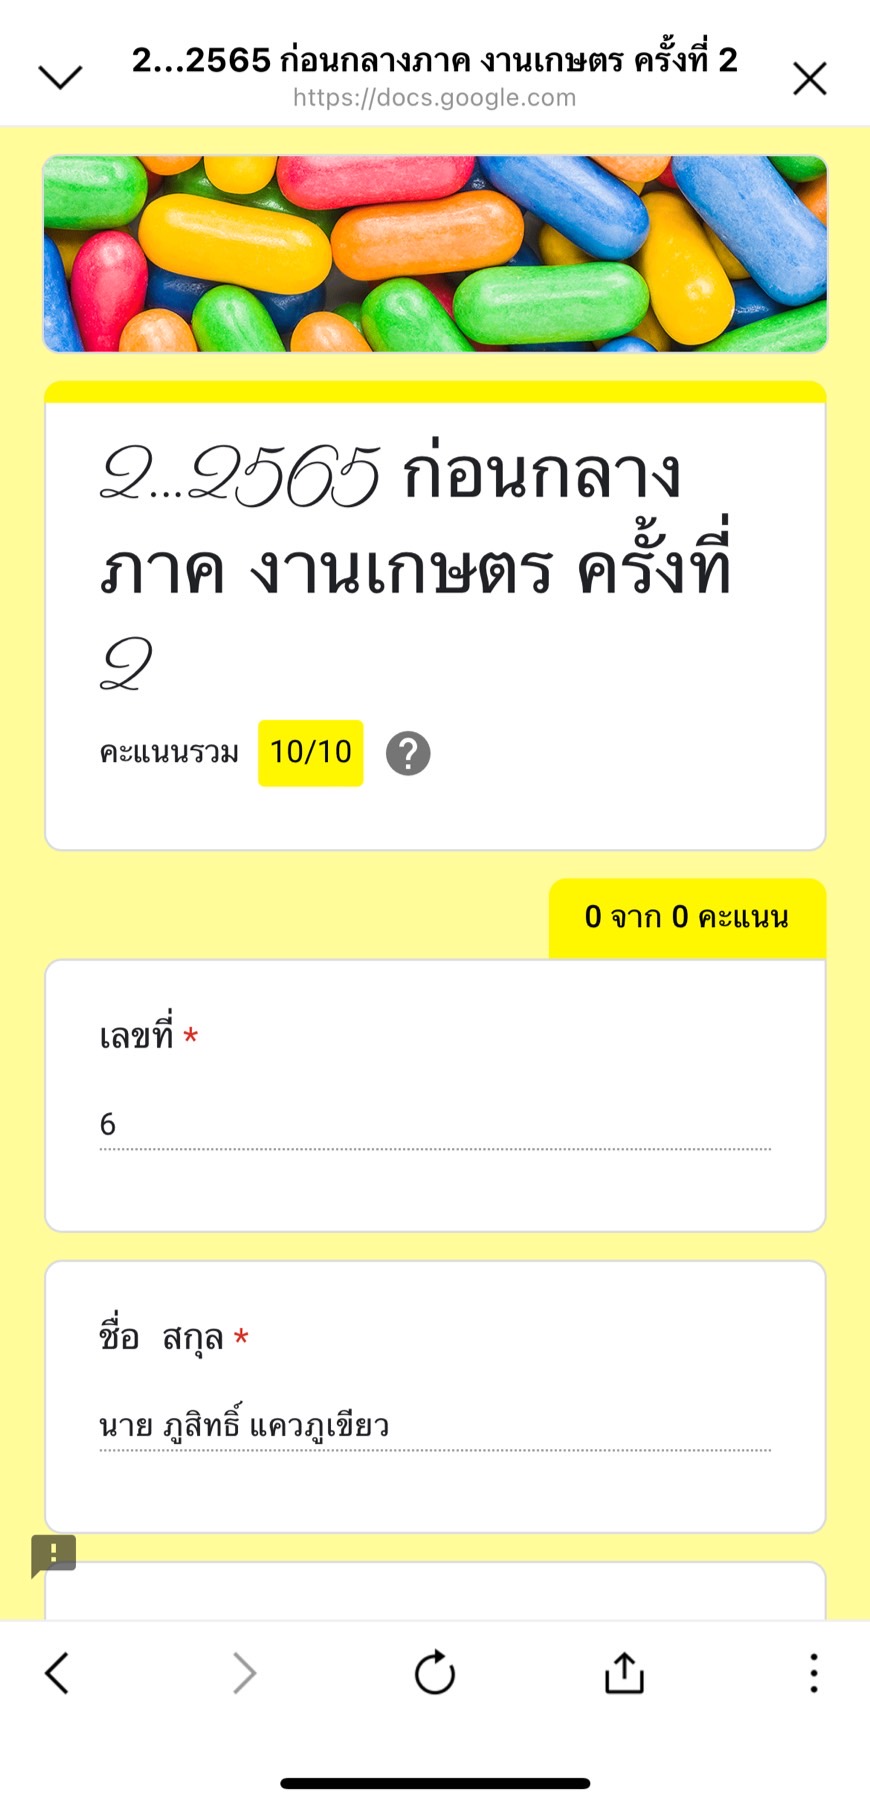 2...2565 ก่อนกลางภาค งานเกษตร ครั้งที่ 2
https://docs.google.com
2...2565 ก่อนกลาง
ภาค งานเกษตร ครั้งที่
2
คะแนนรวม 10/10 ?
0 จาก 0 คะแนน
เลขที่ *
6
ชื่อ สกุล *
นาย ภูสิทธิ์ แควภูเขียว